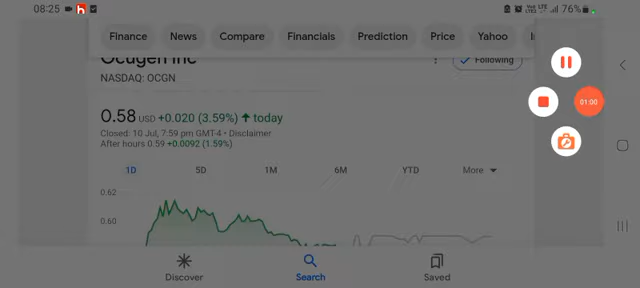 08:25 76%
Finance News Compare Financials Prediction Price Yahoo
Ocugen Inc Following
NASDAQ: OCGN
01:00
0.58 USD +0.020 (3.59%) ↑ today
Closed: 10 Jul, 7:59 pm GMT-4 • Disclaimer
After hours 0.59 +0.0092 (1.59%)
1D 5D 1M 6M YTD More
0.62
0.60
Discover Search Saved